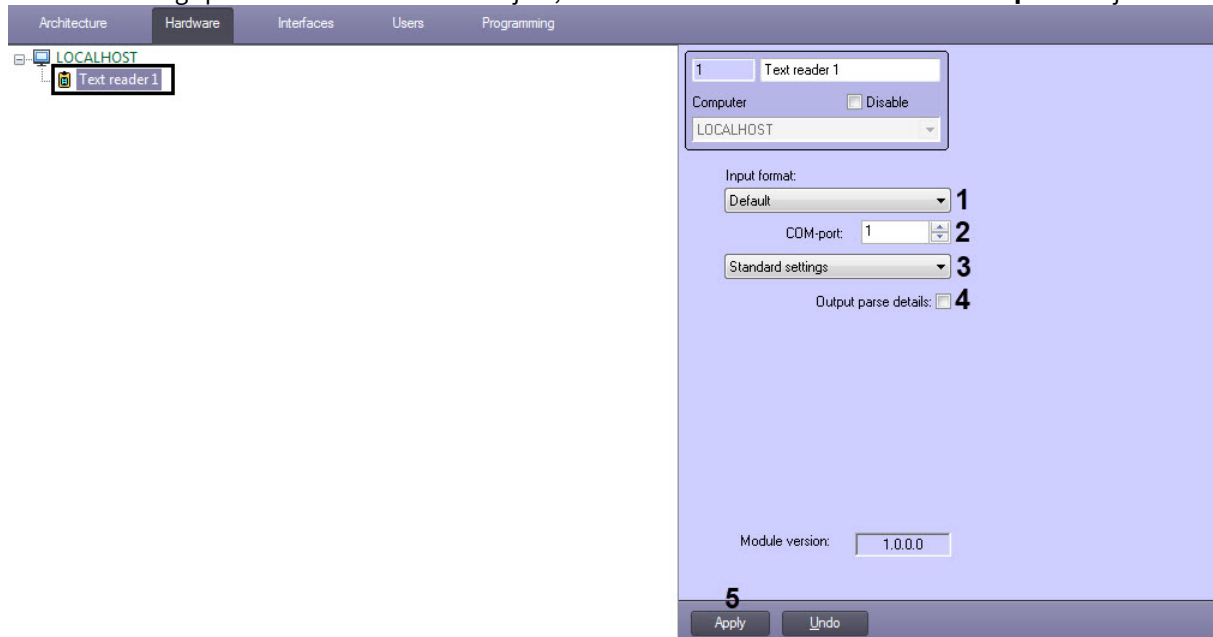 Architecture Hardware Interfaces Users Programming
LOCALHOST
Text reader 1
1 Text reader 1
Computer Disable
LOCALHOST
Input format:
Default 1
COM-port: 1 2
Standard settings 3
Output parse details: 4
Module version: 1.0.0.0
5
Apply Undo